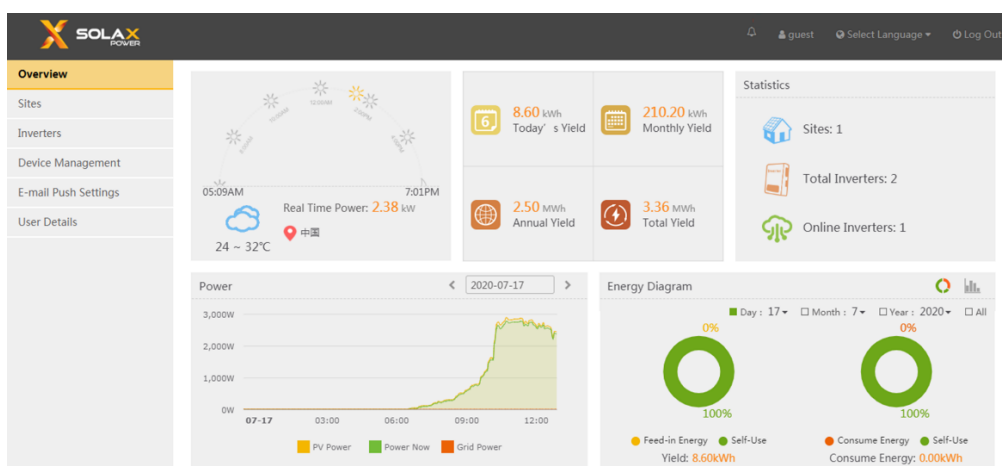 SOLAX
POWER
guest
Select Language
Log Out
Overview
Sites
Inverters
Device Management
E-mail Push Settings
User Details
12:00AM
05:09AM
7:01PM
Real Time Power: 2.38 kW
中国
24 ~ 32℃
6
8.60 kWh
Today' s Yield
210.20 kWh
Monthly Yield
2.50 MWh
Annual Yield
3.36 MWh
Total Yield
Statistics
Sites: 1
Total Inverters: 2
Online Inverters: 1
Power
2020-07-17
3,000W
2,000W
1,000W
0W
07-17
03:00
06:00
09:00
12:00
PV Power
Power Now
Grid Power
Energy Diagram
Day : 17
Month : 7
Year : 2020
All
0%
100%
Feed-in Energy
Self-Use
Yield: 8.60kWh
0%
100%
Consume Energy
Self-Use
Consume Energy: 0.00kWh